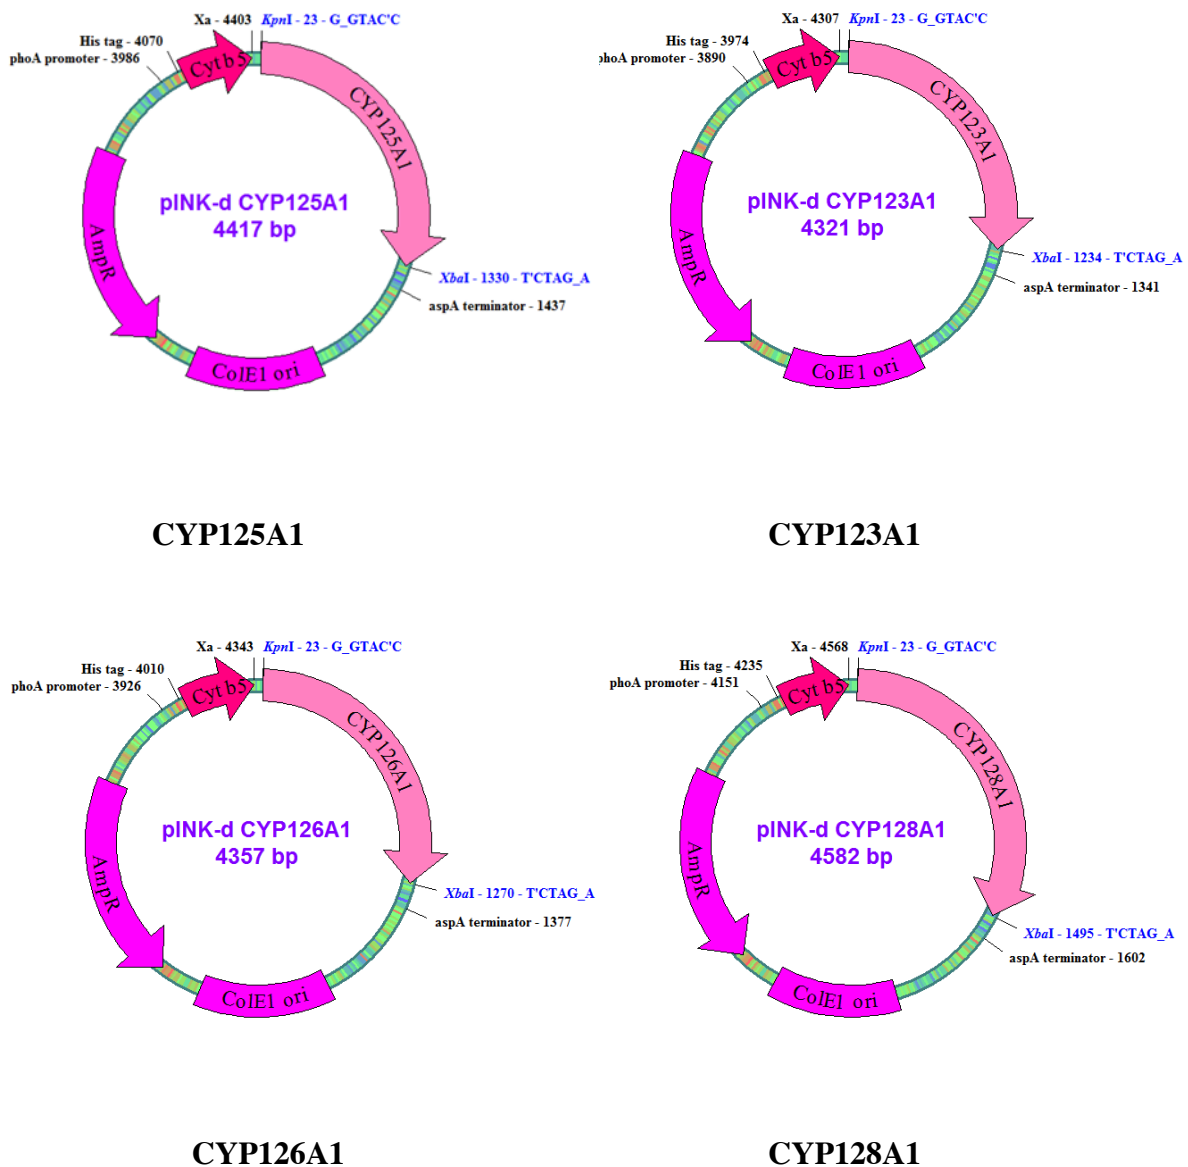 Xa - 4403 KpnI - 23 - G_GTAC'C
His tag - 4070
phoA promoter - 3986
Cyt b5
CYP125A1
pINK-d CYP125A1
4417 bp
AmpR
XbaI - 1330 - T'CTAG_A
aspA terminator - 1437
ColE1 ori
CYP125A1
Xa - 4307 KpnI - 23 - G_GTAC'C
His tag - 3974
phoA promoter - 3890
Cyt b5
CYP123A1
pINK-d CYP123A1
4321 bp
AmpR
XbaI - 1234 - T'CTAG_A
aspA terminator - 1341
ColE1 ori
CYP123A1
Xa - 4343 KpnI - 23 - G_GTAC'C
His tag - 4010
phoA promoter - 3926
Cyt b5
CYP126A1
pINK-d CYP126A1
4357 bp
AmpR
XbaI - 1270 - T'CTAG_A
aspA terminator - 1377
ColE1 ori
CYP126A1
Xa - 4568 KpnI - 23 - G_GTAC'C
His tag - 4235
phoA promoter - 4151
Cyt b5
CYP128A1
pINK-d CYP128A1
4582 bp
AmpR
XbaI - 1495 - T'CTAG_A
aspA terminator - 1602
ColE1 ori
CYP128A1